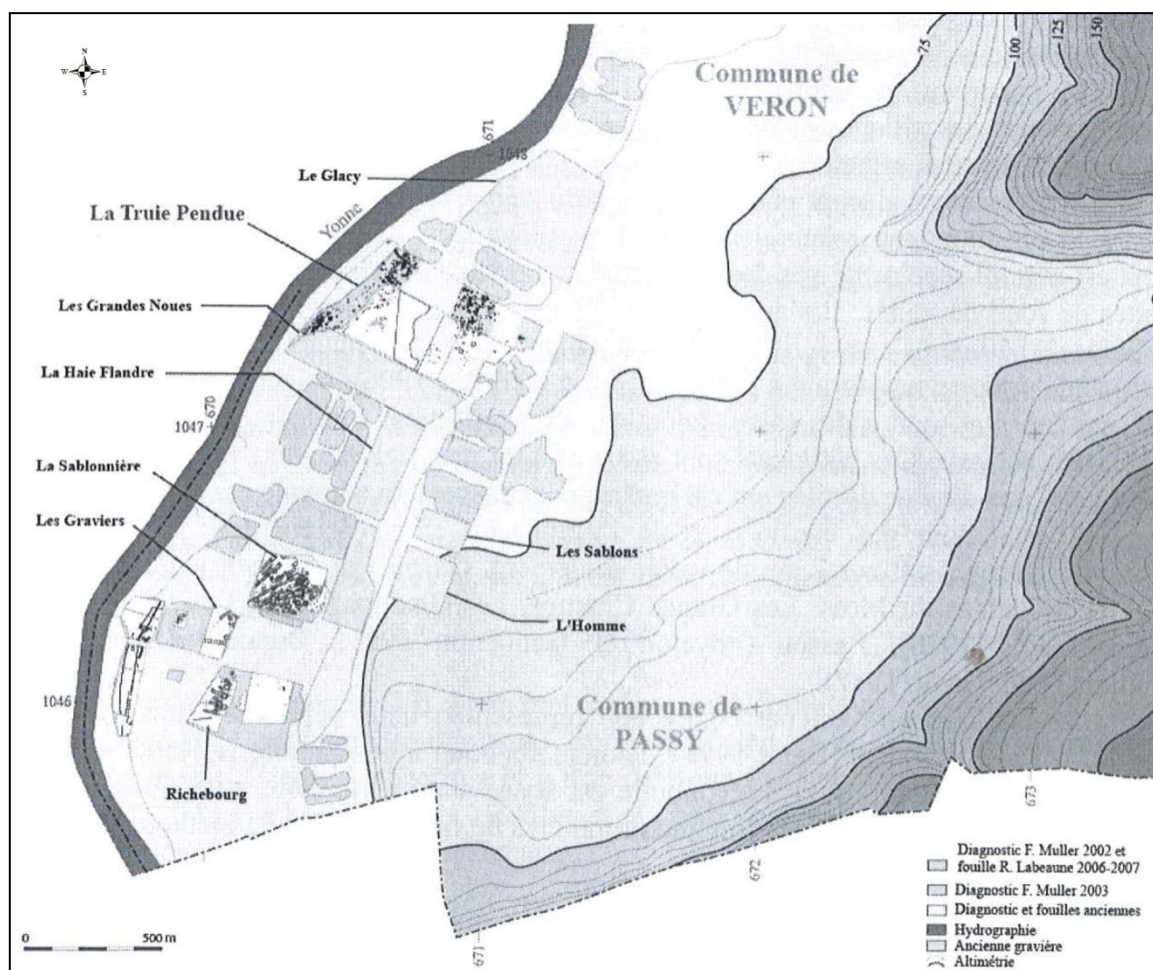 N
W E
S
75
100
125
150
Commune de
VERON
671
1048
Le Glacy
La Truie Pendue
Yonne
Les Grandes Noues
La Haie Flandre
670
1047
La Sablonnière
Les Graviers
Les Sablons
L'Homme
1046
Commune de
PASSY
Richebourg
673
672
671
Diagnostic F. Muller 2002 et
fouille R. Labeaune 2006-2007
Diagnostic F. Muller 2003
Diagnostic et fouilles anciennes
Hydrographie
Ancienne gravière
Altimétrie
0 500 m